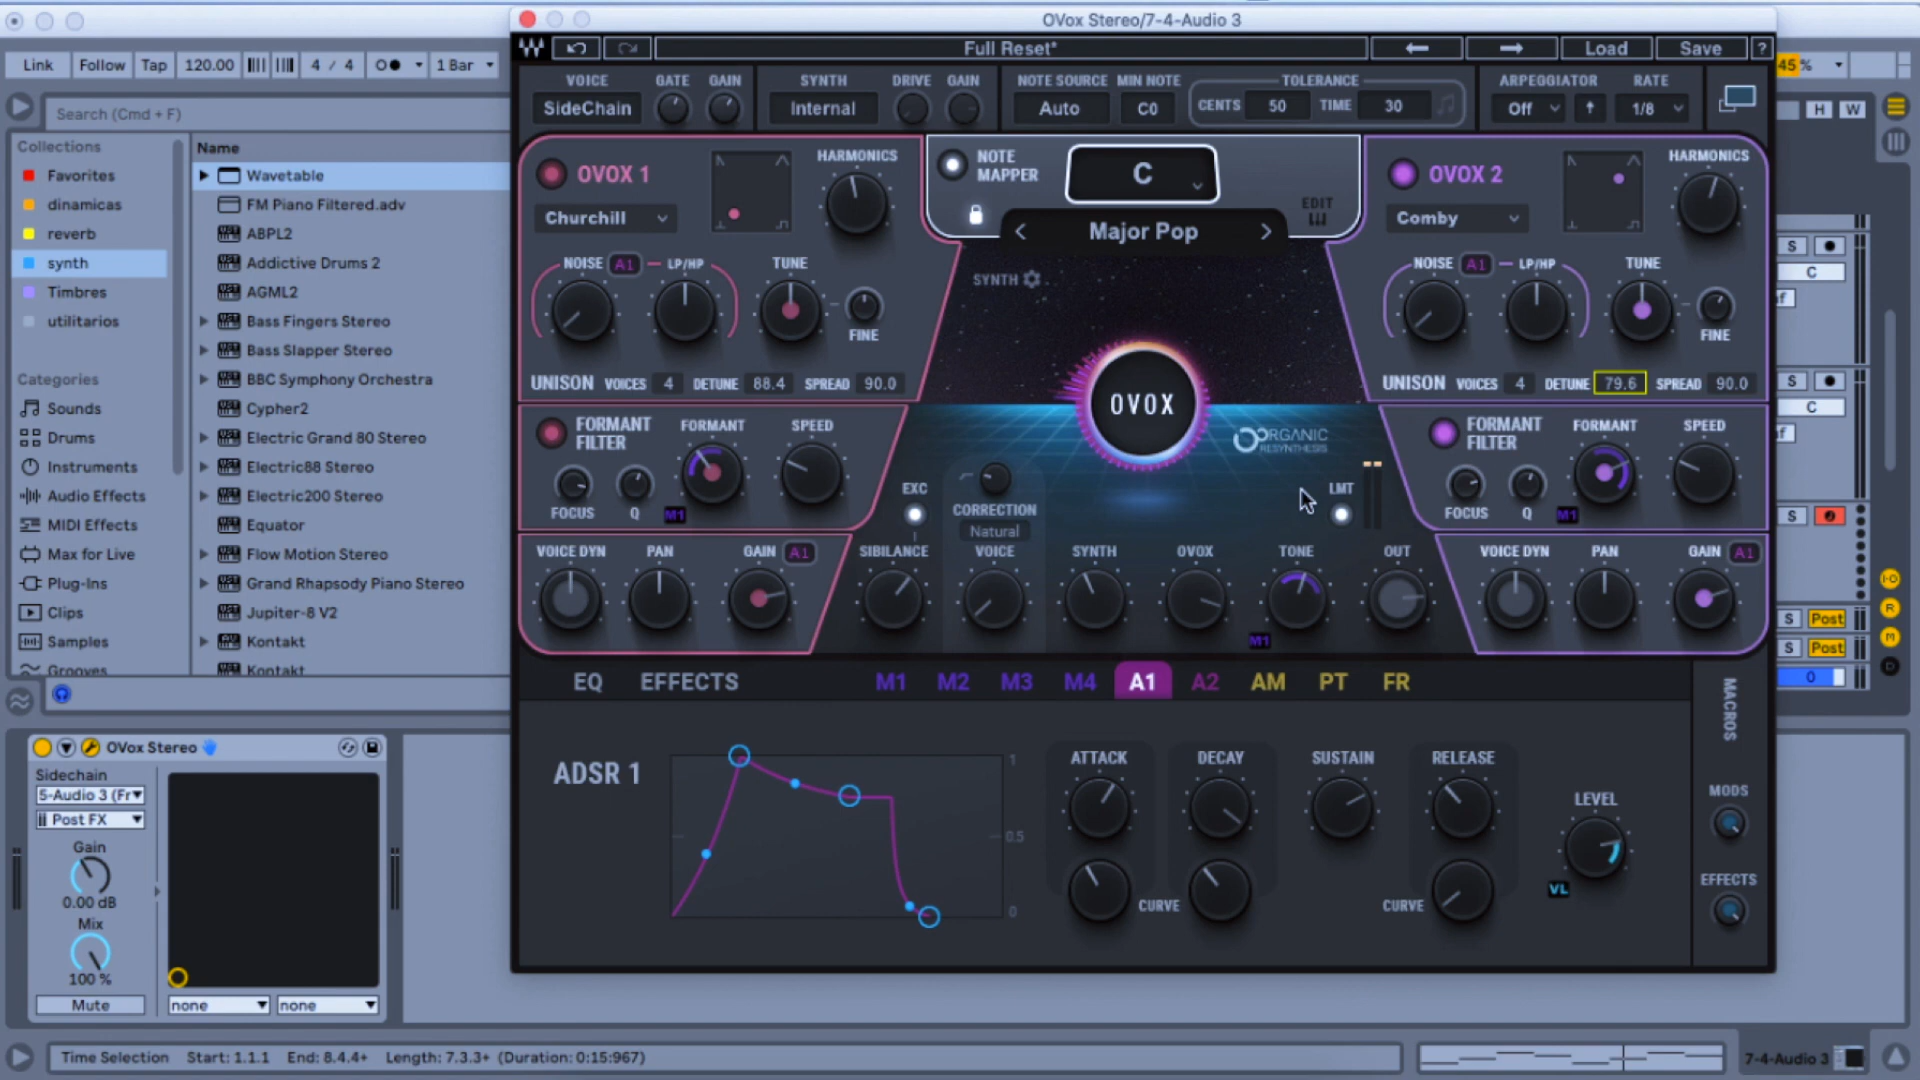 OVox Stereo/7-4-Audio 3
Link Follow Tap 120.00 4 / 4 1 Bar
Full Reset*
Load Save ?
45 %
VOICE GATE GAIN
SideChain
SYNTH DRIVE GAIN
Internal
NOTE SOURCE MIN NOTE
Auto C0
TOLERANCE
CENTS 50 TIME 30
ARPEGGIATOR RATE
Off 1/8
H W
Search (Cmd + F)
Collections
Favorites
dinamicas
reverb
synth
Timbres
utilitarios
Categories
Sounds
Drums
Instruments
Audio Effects
MIDI Effects
Max for Live
Plug-Ins
Clips
Samples
Grooves
Name
Wavetable
FM Piano Filtered.adv
ABPL2
Addictive Drums 2
AGML2
Bass Fingers Stereo
Bass Slapper Stereo
BBC Symphony Orchestra
Cypher2
Electric Grand 80 Stereo
Electric88 Stereo
Electric200 Stereo
Equator
Flow Motion Stereo
Grand Rhapsody Piano Stereo
Jupiter-8 V2
Kontakt
Kontakt
OVOX 1
HARMONICS
Churchill
NOISE A1 LP/HP TUNE
FINE
UNISON VOICES 4 DETUNE 88.4 SPREAD 90.0
FORMANT FILTER
FORMANT SPEED
FOCUS Q M1
VOICE DYN PAN GAIN A1
NOTE MAPPER
C
EDIT
Major Pop
SYNTH
OVOX
ORGANIC
RESYNTHESIS
EXC
CORRECTION
Natural
LMT
SIBILANCE VOICE SYNTH OVOX TONE OUT
M1
OVOX 2
HARMONICS
Comby
NOISE A1 LP/HP TUNE
FINE
UNISON VOICES 4 DETUNE 79.6 SPREAD 90.0
FORMANT FILTER
FORMANT SPEED
FOCUS Q M1
VOICE DYN PAN GAIN A1
S
C
S
C
S
S Post
S Post
0
I-O
R
M
D
EQ EFFECTS M1 M2 M3 M4 A1 A2 AM PT FR
MACROS
ADSR 1
1
0.5
0
ATTACK DECAY SUSTAIN RELEASE
CURVE CURVE
LEVEL
VL
MODS
EFFECTS
OVox Stereo
Sidechain
5-Audio 3 (Fr
Post FX
Gain
0.00 dB
Mix
100 %
Mute
none none
Time Selection Start: 1.1.1 End: 8.4.4+ Length: 7.3.3+ (Duration: 0:15:967)
7-4-Audio 3